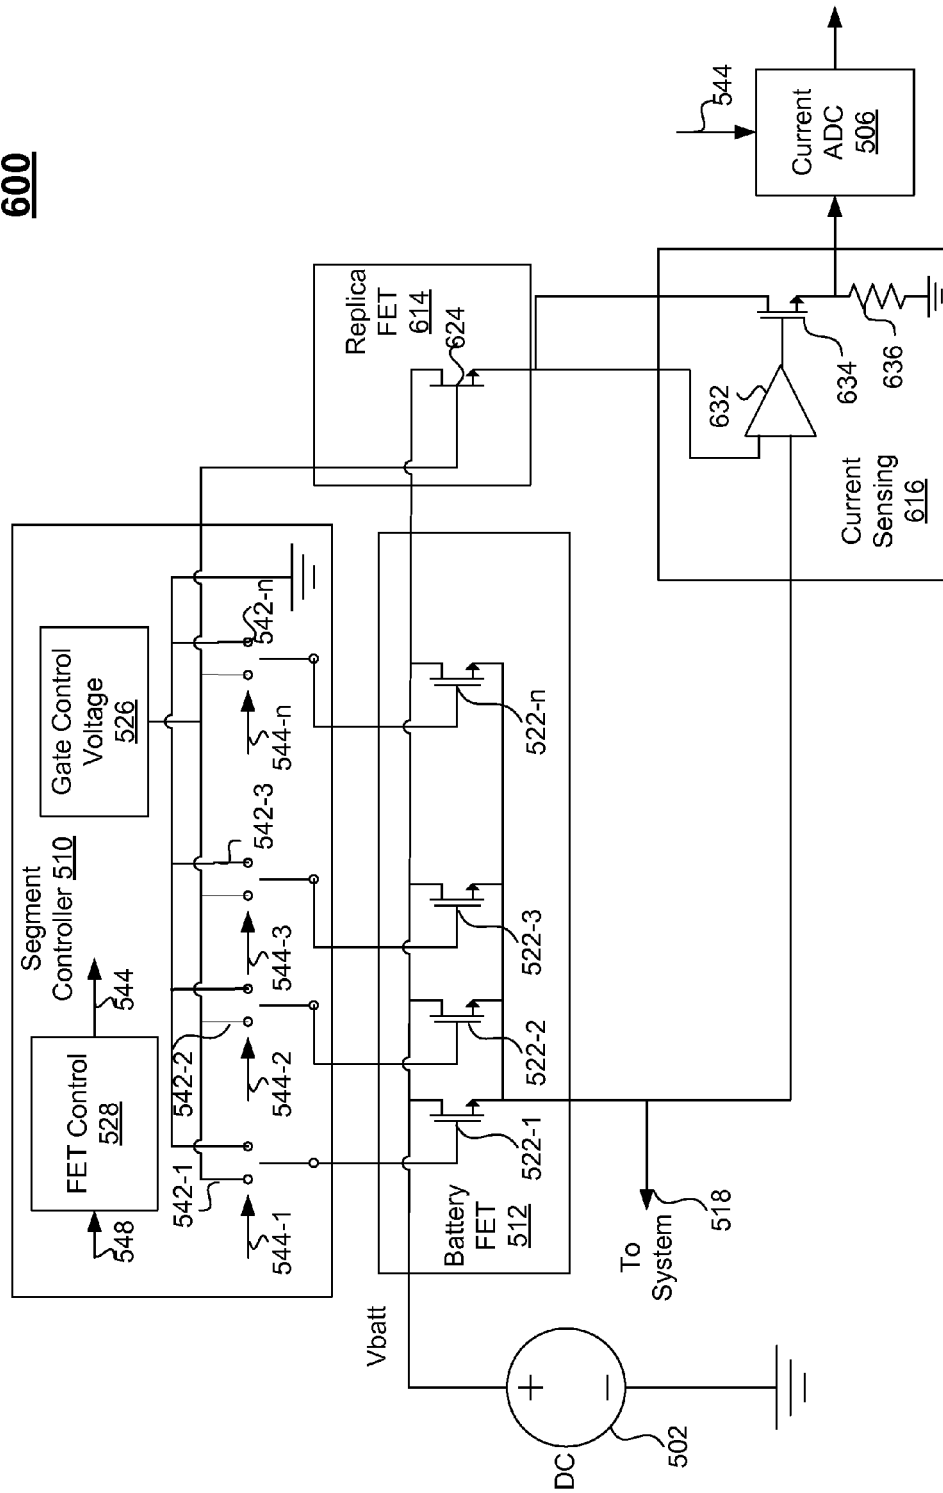 600
Segment
Controller 510
FET Control
528
548
544
Gate Control
Voltage
526
542-1
542-2
542-3
542-n
544-1
544-2
544-3
544-n
Replica
FET
614
624
Battery
FET
512
522-1
522-2
522-3
522-n
Vbatt
DC
+
−
502
To
System
518
Current
Sensing
616
632
634
636
544
Current
ADC
506